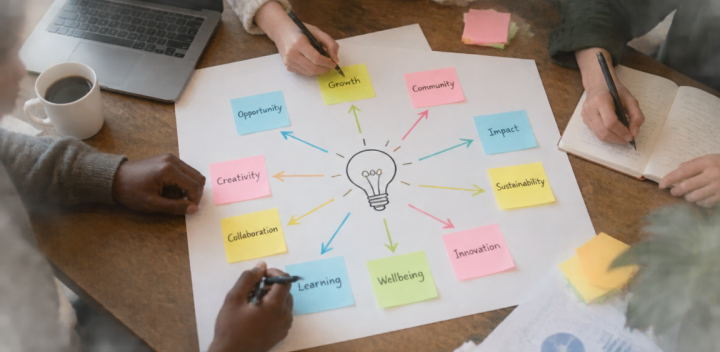 Growth
Community
Opportunity
Impact
Creativity
Sustainability
Collaboration
Innovation
Learning
Wellbeing